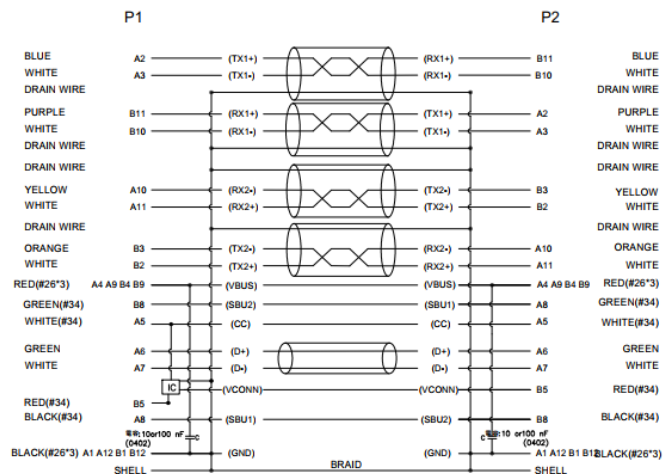 P1 P2
BLUE A2 (TX1+) (RX1+) B11 BLUE
WHITE A3 (TX1-) (RX1-) B10 WHITE
DRAIN WIRE DRAIN WIRE
PURPLE B11 (RX1+) (TX1+) A2 PURPLE
WHITE B10 (RX1-) (TX1-) A3 WHITE
DRAIN WIRE DRAIN WIRE
DRAIN WIRE DRAIN WIRE
YELLOW A10 (RX2-) (TX2-) B3 YELLOW
WHITE A11 (RX2+) (TX2+) B2 WHITE
DRAIN WIRE DRAIN WIRE
ORANGE B3 (TX2-) (RX2-) A10 ORANGE
WHITE B2 (TX2+) (RX2+) A11 WHITE
RED(#26*3) A4 A9 B4 B9 (VBUS) (VBUS) A4 A9 B4 B9 RED(#26*3)
GREEN(#34) B8 (SBU2) (SBU1) A8 GREEN(#34)
WHITE(#34) A5 (CC) (CC) A5 WHITE(#34)
GREEN A6 (D+) (D+) A6 GREEN
WHITE A7 (D-) (D-) A7 WHITE
IC (VCONN) (VCONN) B5 RED(#34)
RED(#34) B5
BLACK(#34) A8 (SBU1) (SBU2) B8 BLACK(#34)
電容:10or100 nF C C 電容:10 or100 nF
(0402) (0402)
BLACK(#26*3) A1 A12 B1 B12 (GND) (GND) A1 A12 B1 B12 BLACK(#26*3)
SHELL BRAID SHELL